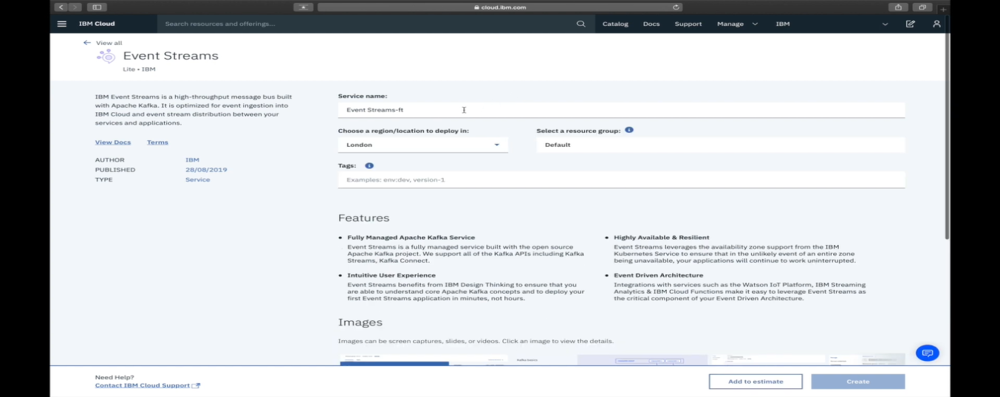 cloud.ibm.com
IBM Cloud
Search resources and offerings...
Catalog
Docs
Support
Manage
IBM
View all
Event Streams
Lite • IBM
IBM Event Streams is a high-throughput message bus built
with Apache Kafka. It is optimized for event ingestion into
IBM Cloud and event stream distribution between your
services and applications.
View Docs
Terms
AUTHOR IBM
PUBLISHED 28/08/2019
TYPE Service
Service name:
Event Streams-ft
Choose a region/location to deploy in:
London
Select a resource group:
Default
Tags:
Examples: env:dev, version-1
Features
Fully Managed Apache Kafka Service
Event Streams is a fully managed service built with the open source
Apache Kafka project. We support all of the Kafka APIs including Kafka
Streams, Kafka Connect.
Highly Available & Resilient
Event Streams leverages the availability zone support from the IBM
Kubernetes Service to ensure that in the unlikely event of an entire zone
being unavailable, your applications will continue to work uninterrupted.
Intuitive User Experience
Event Streams benefits from IBM Design Thinking to ensure that you
are able to understand core Apache Kafka concepts and to deploy your
first Event Streams application in minutes, not hours.
Event Driven Architecture
Integrations with services such as the Watson IoT Platform, IBM Streaming
Analytics & IBM Cloud Functions make it easy to leverage Event Streams as
the critical component of your Event Driven Architecture.
Images
Images can be screen captures, slides, or videos. Click an image to view the details.
Need Help?
Contact IBM Cloud Support
Add to estimate
Create